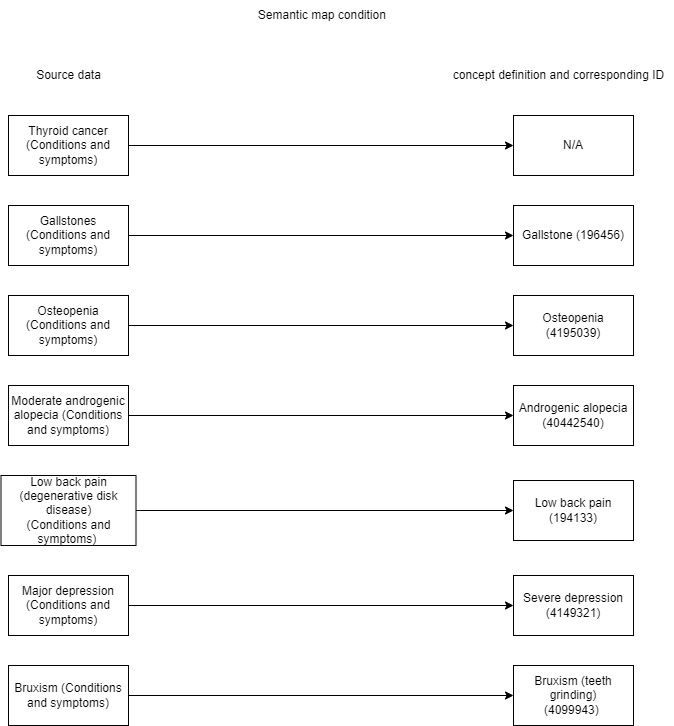 Semantic map condition
Source data
concept definition and corresponding ID
Thyroid cancer
(Conditions and
symptoms)
N/A
Gallstones
(Conditions and
symptoms)
Gallstone (196456)
Osteopenia
(Conditions and
symptoms)
Osteopenia
(4195039)
Moderate androgenic
alopecia (Conditions
and symptoms)
Androgenic alopecia
(40442540)
Low back pain
(degenerative disk
disease)
(Conditions and
symptoms)
Low back pain
(194133)
Major depression
(Conditions and
symptoms)
Severe depression
(4149321)
Bruxism (Conditions
and symptoms)
Bruxism (teeth
grinding)
(4099943)